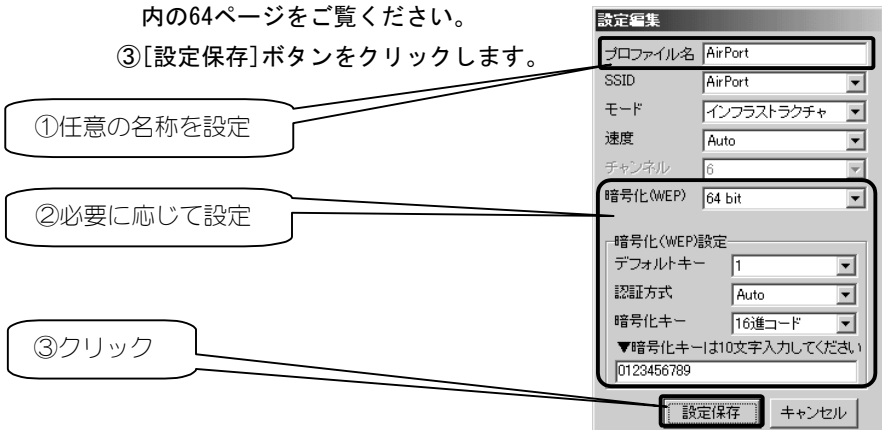 内の64ページをご覧ください。
③[設定保存]ボタンをクリックします。
①任意の名称を設定
②必要に応じて設定
③クリック
設定編集
プロファイル名 AirPort
SSID AirPort
モード インフラストラクチャ
速度 Auto
チャンネル 6
暗号化(WEP) 64 bit
暗号化(WEP)設定
デフォルトキー 1
認証方式 Auto
暗号化キー 16進コード
▼暗号化キーは10文字入力してください
0123456789
設定保存 キャンセル